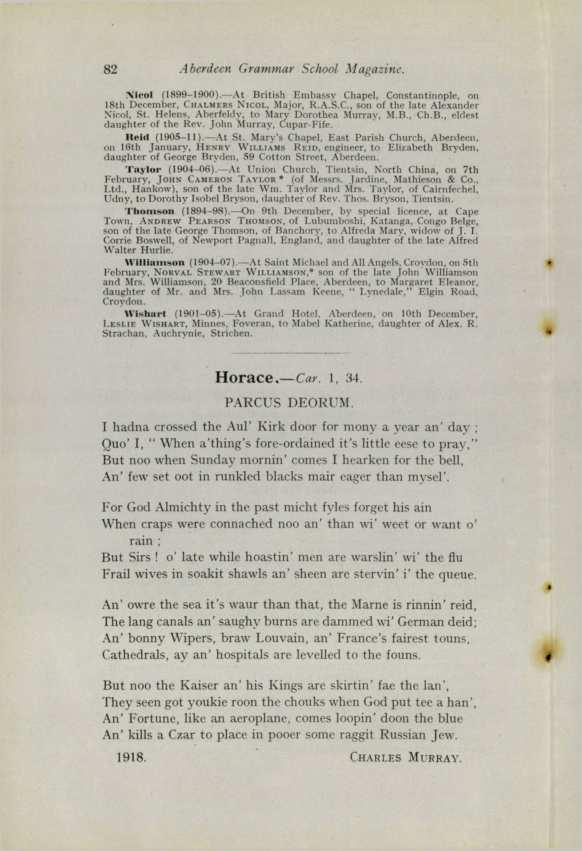 82 Aberdeen Grammar School Magazine.
Nicol (1899-1900).—At British Embassy Chapel, Constantinople, on
18th December, CHALMERS NICOL, Major, R.A.S.C., son of the late Alexander
Nicol, St. Helens, Aberfeldy, to Mary Dorothea Murray, M.B., Ch.B., eldest
daughter of the Rev. John Murray, Cupar-Fife.
Reid (1905-11).—At St. Mary's Chapel, East Parish Church, Aberdeen,
on 16th January, HENRY WILLIAMS REID, engineer, to Elizabeth Bryden,
daughter of George Bryden, 59 Cotton Street, Aberdeen.
Taylor (1904-06).—At Union Church, Tientsin, North China, on 7th
February, JOHN CAMERON TAYLOR * (of Messrs. Jardine, Mathieson & Co.,
Ltd., Hankow), son of the late Wm. Taylor and Mrs. Taylor, of Cairnfechel,
Udny, to Dorothy Isobel Bryson, daughter of Rev. Thos. Bryson, Tientsin.
Thomson (1894-98).—On 9th December, by special licence, at Cape
Town, ANDREW PEARSON THOMSON, of Lubumboshi, Katanga, Congo Belge,
son of the late George Thomson, of Banchory, to Alfreda Mary, widow of J. I.
Corrie Boswell, of Newport Pagnall, England, and daughter of the late Alfred
Walter Hurlie.
Williamson (1904-07).—At Saint Michael and All Angels, Croydon, on 5th
February, NORVAL STEWART WILLIAMSON,* son of the late John Williamson
and Mrs. Williamson, 20 Beaconsfield Place, Aberdeen, to Margaret Eleanor,
daughter of Mr. and Mrs. John Lassam Keene, " Lynedale," Elgin Road,
Croydon.
Wishart (1901-05).—At Grand Hotel, Aberdeen, on 10th December,
LESLIE WISHART, Minnes, Foveran, to Mabel Katherine, daughter of Alex. R.
Strachan, Auchrynie, Strichen.
Horace.—Car. 1, 34.
PARCUS DEORUM.
I hadna crossed the Aul' Kirk door for mony a year an' day ;
Quo' I, " When a'thing's fore-ordained it's little eese to pray,"
But noo when Sunday mornin' comes I hearken for the bell,
An' few set oot in runkled blacks mair eager than mysel'.
For God Almichty in the past micht fyles forget his ain
When craps were connached noo an' than wi' weet or want o'
rain ;
But Sirs ! o' late while hoastin' men are warslin' wi' the flu
Frail wives in soakit shawls an' sheen are stervin' i' the queue.
An' owre the sea it's waur than that, the Marne is rinnin' reid,
The lang canals an' saughy burns are dammed wi' German deid;
An' bonny Wipers, braw Louvain, an' France's fairest touns,
Cathedrals, ay an' hospitals are levelled to the founs.
But noo the Kaiser an' his Kings are skirtin' fae the lan',
They seen got youkie roon the chouks when God put tee a han',
An' Fortune, like an aeroplane, comes loopin' doon the blue
An' kills a Czar to place in pooer some raggit Russian Jew.
1918. CHARLES MURRAY.